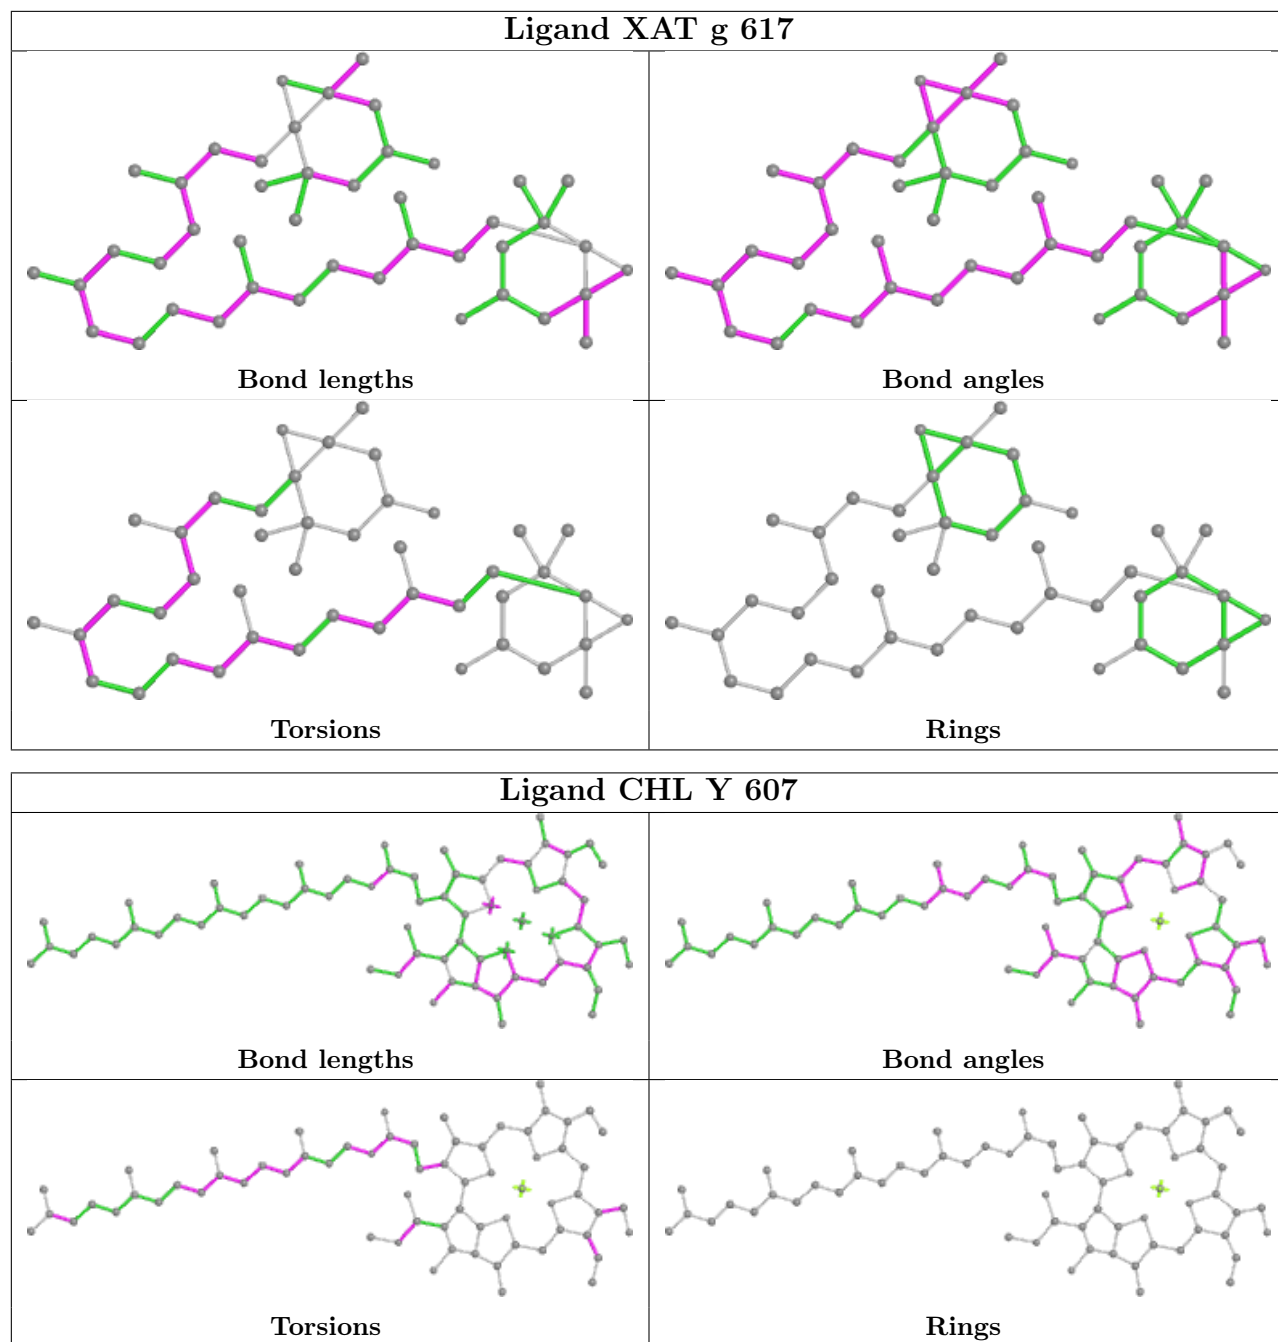 Ligand XAT g 617
Bond lengths
Bond angles
Torsions
Rings
Ligand CHL Y 607
Bond lengths
Bond angles
Torsions
Rings